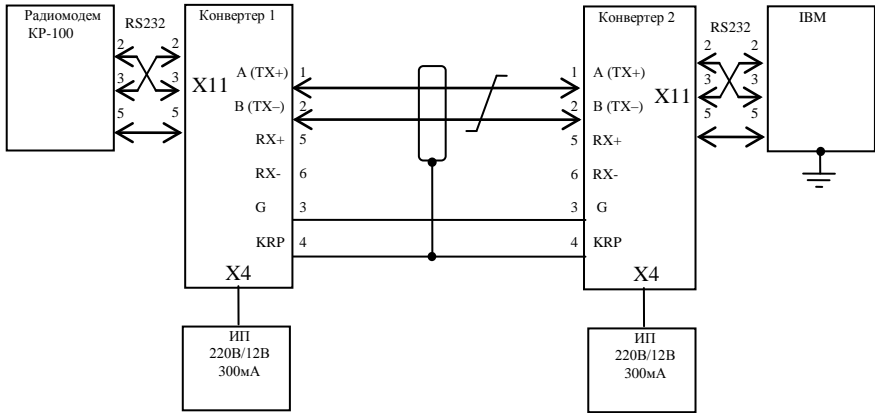 Радиомодем
КР-100
RS232
2
3
5
2
3
5
Конвертер 1
X11
A (TX+)
B (TX–)
RX+
RX-
G
KRP
X4
1
2
5
6
3
4
ИП
220В/12В
300мА
Конвертер 2
1
2
5
6
3
4
A (TX+)
B (TX–)
RX+
RX-
G
KRP
X11
X4
ИП
220В/12В
300мА
RS232
2
3
5
2
3
5
IBM